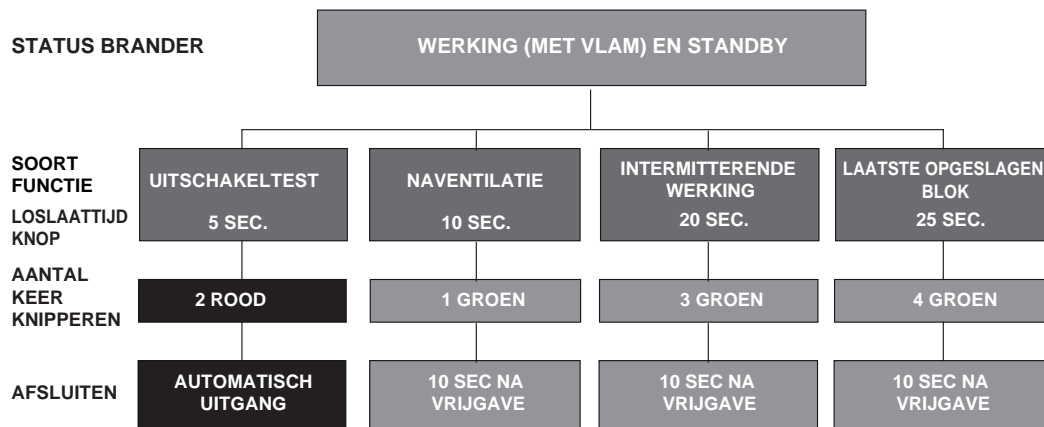 STATUS BRANDER
WERKING (MET VLAM) EN STANDBY
SOORT
FUNCTIE
LOSLAATTIJD
KNOP
UITSCHAKELTEST
5 SEC.
NAVENTILATIE
10 SEC.
INTERMITTERENDE
WERKING
20 SEC.
LAATSTE OPGESLAGEN
BLOK
25 SEC.
AANTAL
KEER
KNIPPEREN
2 ROOD
1 GROEN
3 GROEN
4 GROEN
AFSLUITEN
AUTOMATISCH
UITGANG
10 SEC NA
VRIJGAVE
10 SEC NA
VRIJGAVE
10 SEC NA
VRIJGAVE